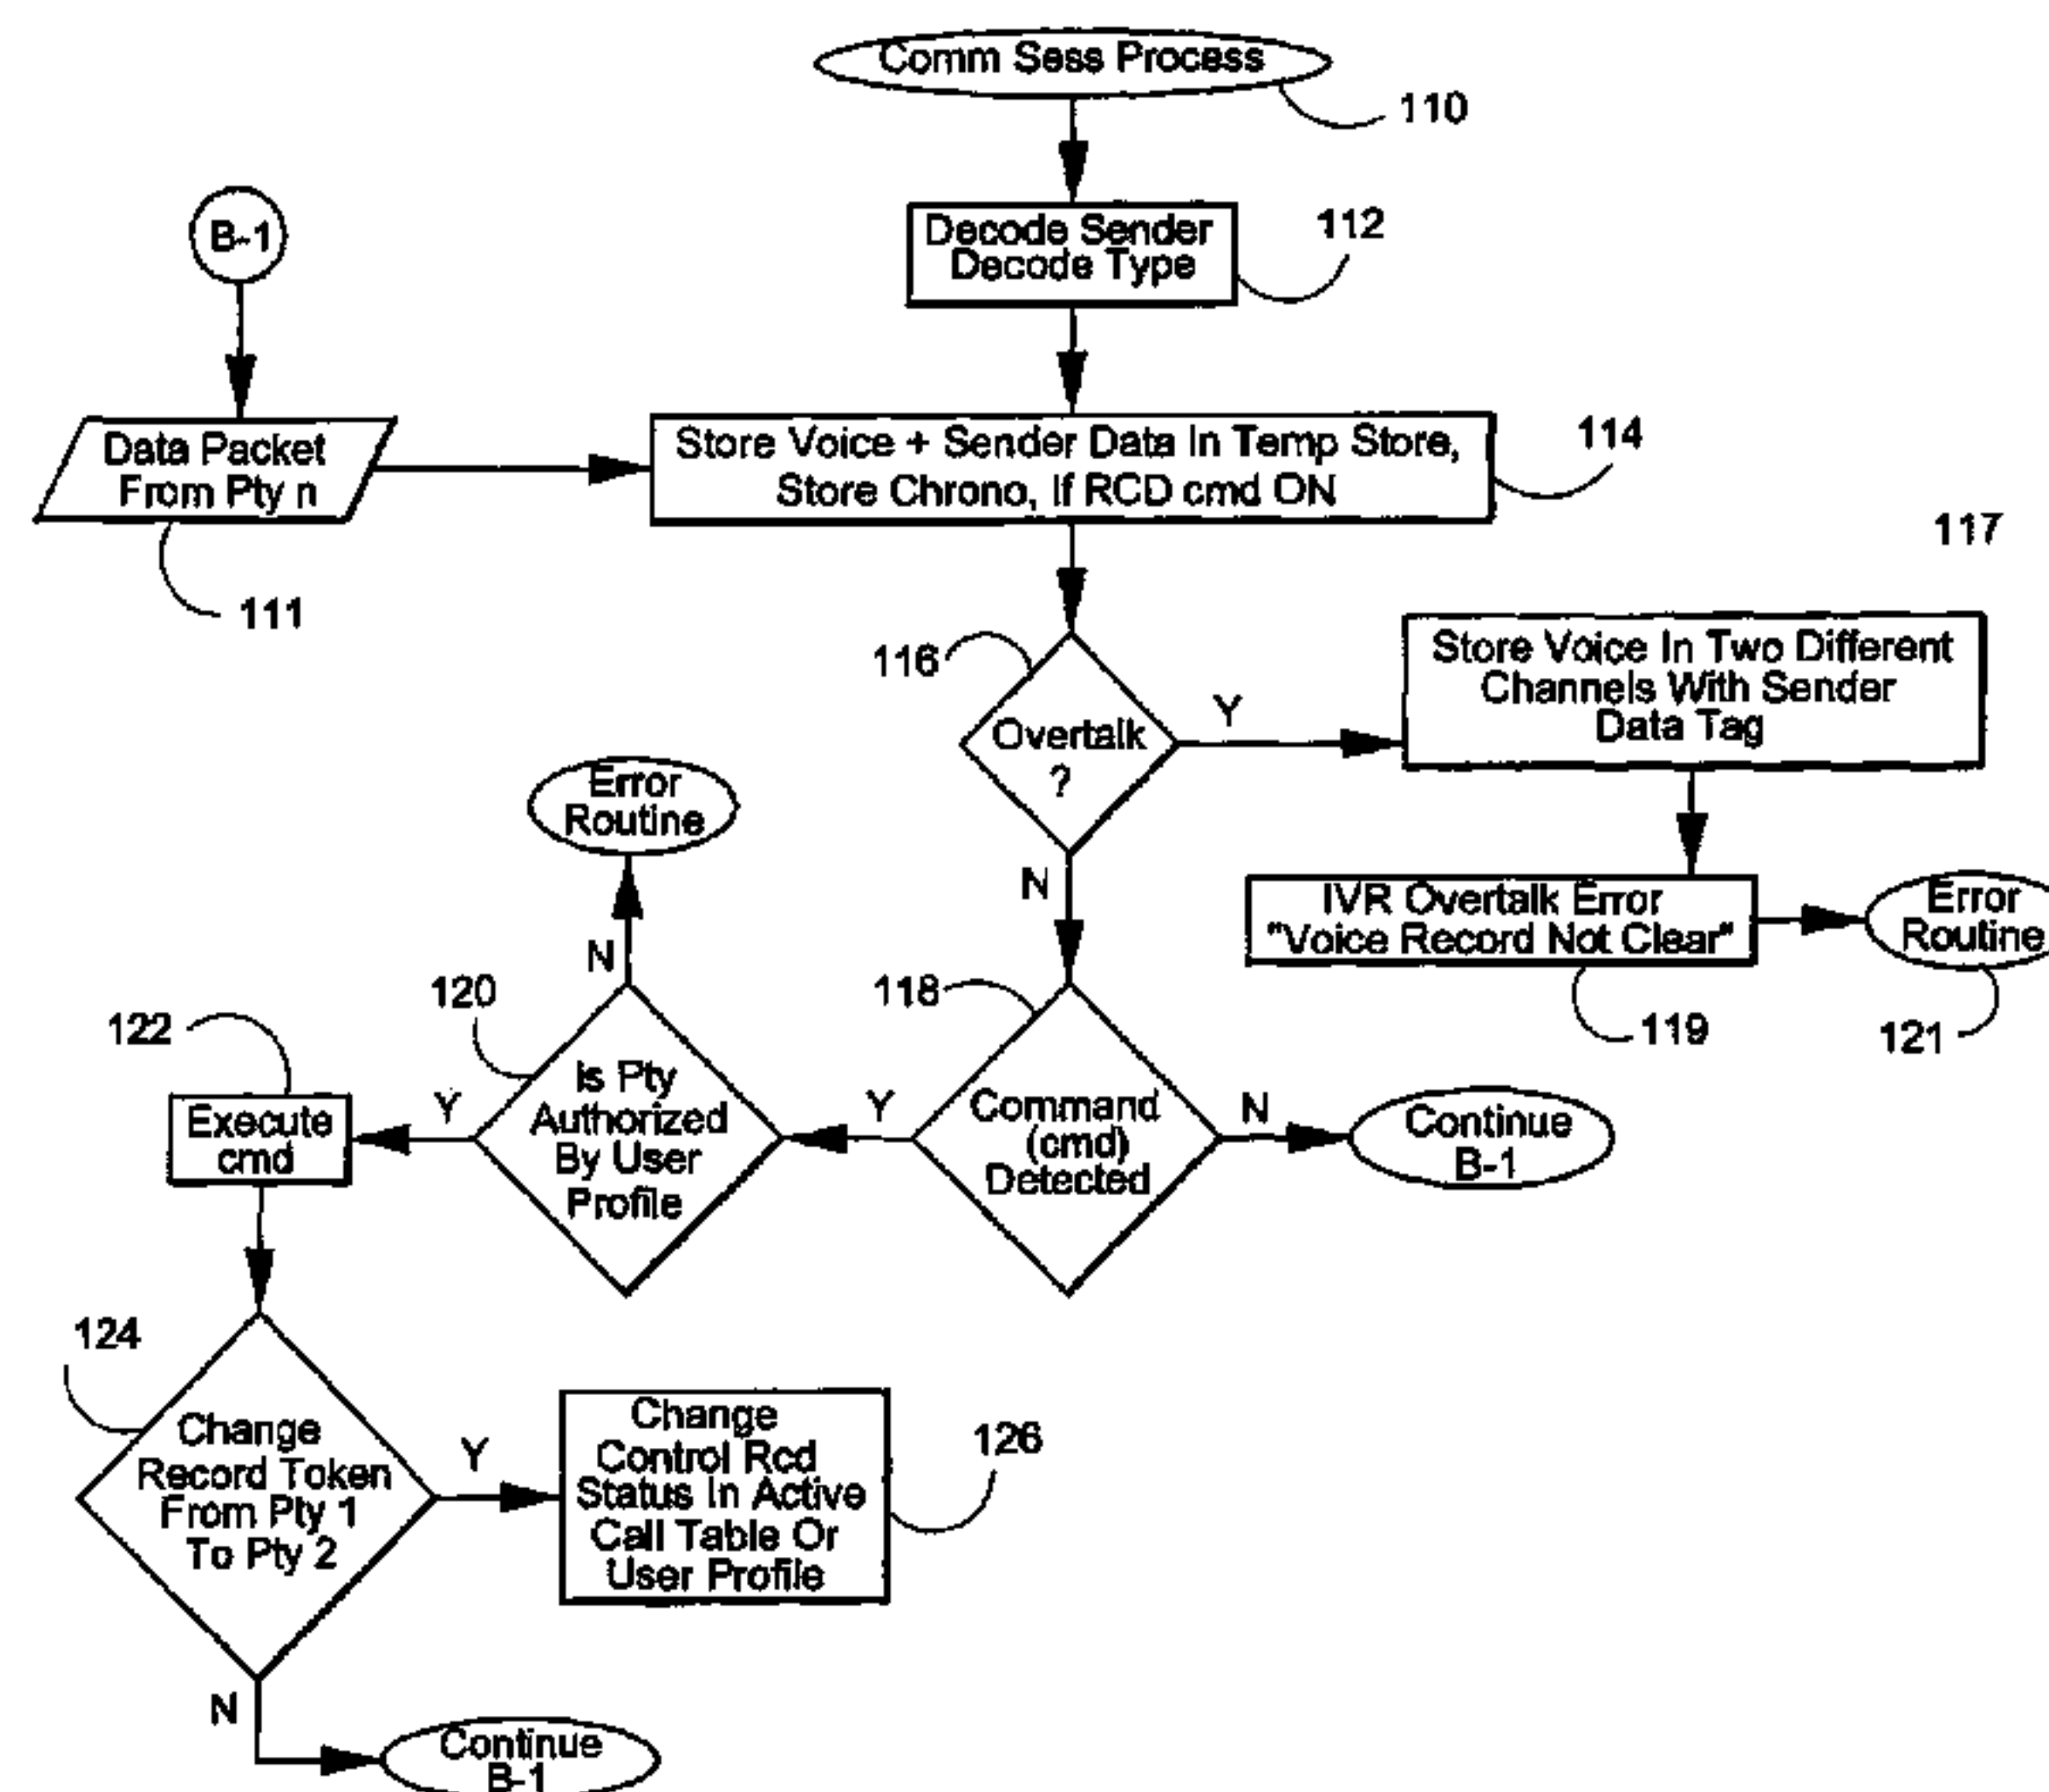 Comm Sess Process
110
B-1
Decode Sender
Decode Type
112
Data Packet
From Pty n
111
Store Voice + Sender Data In Temp Store,
Store Chrono, If RCD cmd ON
114
117
116
Overtalk
?
Y
N
Store Voice In Two Different
Channels With Sender
Data Tag
Error
Routine
IVR Overtalk Error
"Voice Record Not Clear"
119
Error
Routine
121
N
120
118
122
Execute
cmd
Y
Is Pty
Authorized
By User
Profile
Y
Command
(cmd)
Detected
N
Continue
B-1
124
Change
Record Token
From Pty 1
To Pty 2
Y
Change
Control Rcd
Status In Active
Call Table Or
User Profile
126
N
Continue
B-1